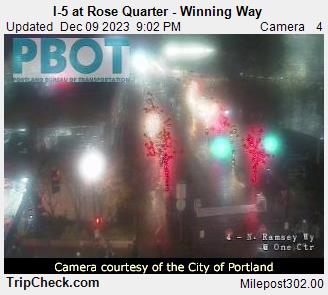 I-5 at Rose Quarter - Winning Way
Updated Dec 09 2023 9:02 PM Camera 4
PBOT
PORTLAND BUREAU OF TRANSPORTATION
4 - N. Ramsey Wy
@ One Ctr
Camera courtesy of the City of Portland
TripCheck.com Milepost302.00